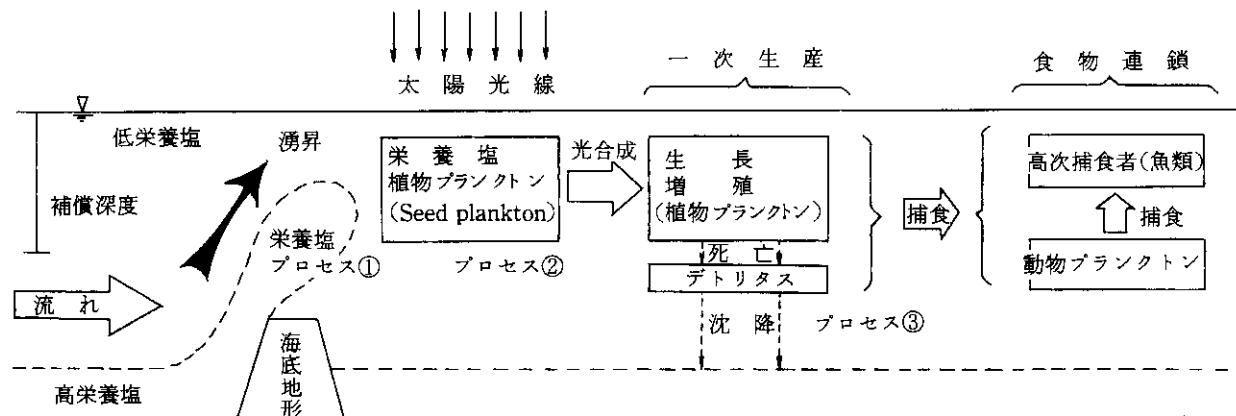 太陽光線
一次生産
食物連鎖
低栄養塩
湧昇
補償深度
栄養塩
プロセス①
流れ
高栄養塩
海底地形
栄養塩
植物プランクトン
(Seed plankton)
プロセス②
光合成
生長
増殖
(植物プランクトン)
死亡
デトリタス
沈降
プロセス③
捕食
高次捕食者(魚類)
捕食
動物プランクトン